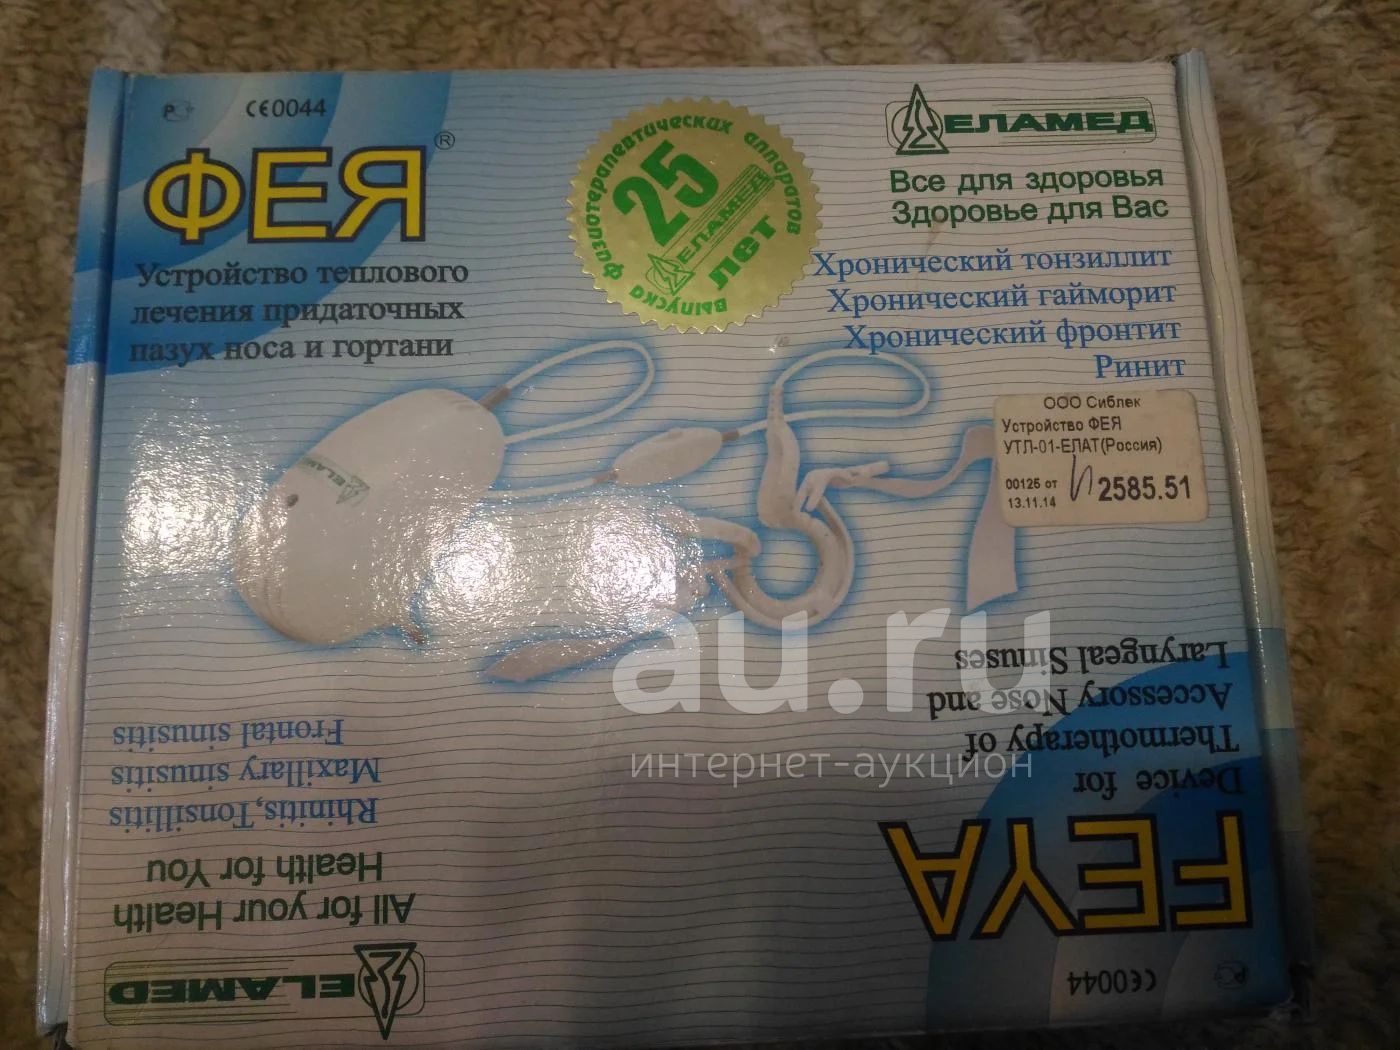 РСТ CE0044
ФЕЯ®
Устройство теплового
лечения придаточных
пазух носа и гортани
25
ЕЛАМЕД
лет
выпуска физиотерапевтических аппаратов
ЕЛАМЕД
Все для здоровья
Здоровье для Вас
Хронический тонзиллит
Хронический гайморит
Хронический фронтит
Ринит
ООО Сиблек
Устройство ФЕЯ
УТЛ-01-ЕЛАТ(Россия)
00126 от
13.11.14
2585.51
ELAMED
au.ru
интернет-аукцион
CE0044
FEYA
Device for
Thermotherapy of
Accessory Nose and
Laryngeal Sinuses
ELAMED
All for your Health
Health for You
Rhinitis,Tonsillitis
Maxillary sinusitis
Frontal sinusitis